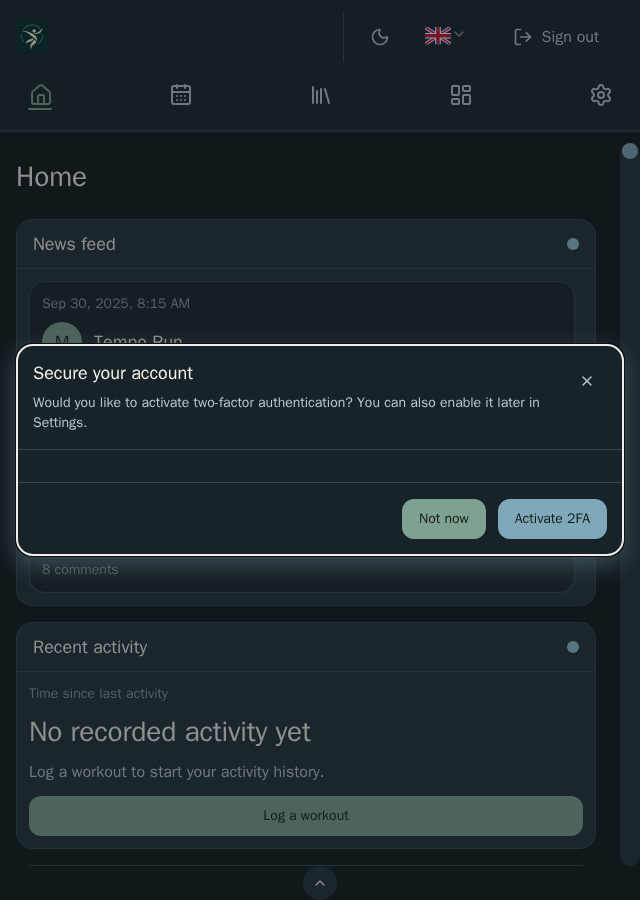 Sign out
Home
News feed
Sep 30, 2025, 8:15 AM
M
Tempo Run
Secure your account
Would you like to activate two-factor authentication? You can also enable it later in
Settings.
Not now
Activate 2FA
8 comments
Recent activity
Time since last activity
No recorded activity yet
Log a workout to start your activity history.
Log a workout